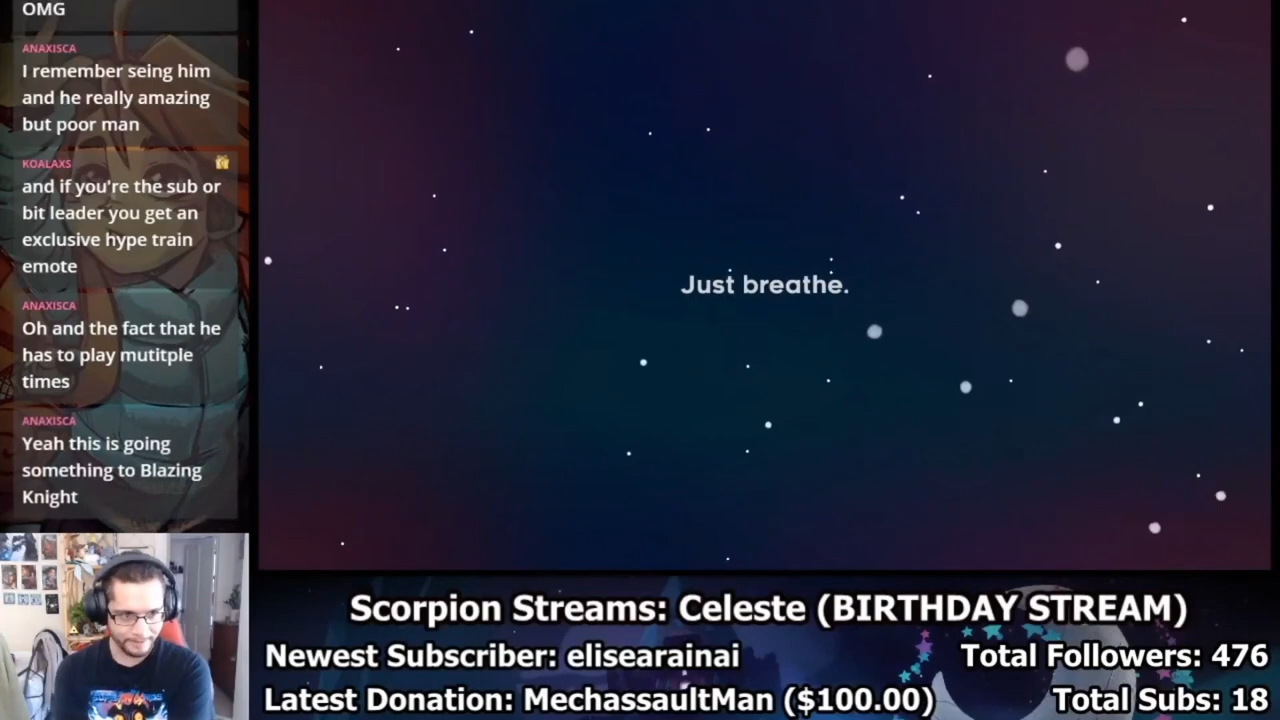 OMG
ANAXISCA
I remember seing him
and he really amazing
but poor man
KOALAXS
and if you're the sub or
bit leader you get an
exclusive hype train
emote
ANAXISCA
Oh and the fact that he
has to play mutitple
times
ANAXISCA
Yeah this is going
something to Blazing
Knight
Just breathe.
Scorpion Streams: Celeste (BIRTHDAY STREAM)
Newest Subscriber: elisearainai
Total Followers: 476
Latest Donation: MechassaultMan ($100.00)
Total Subs: 18